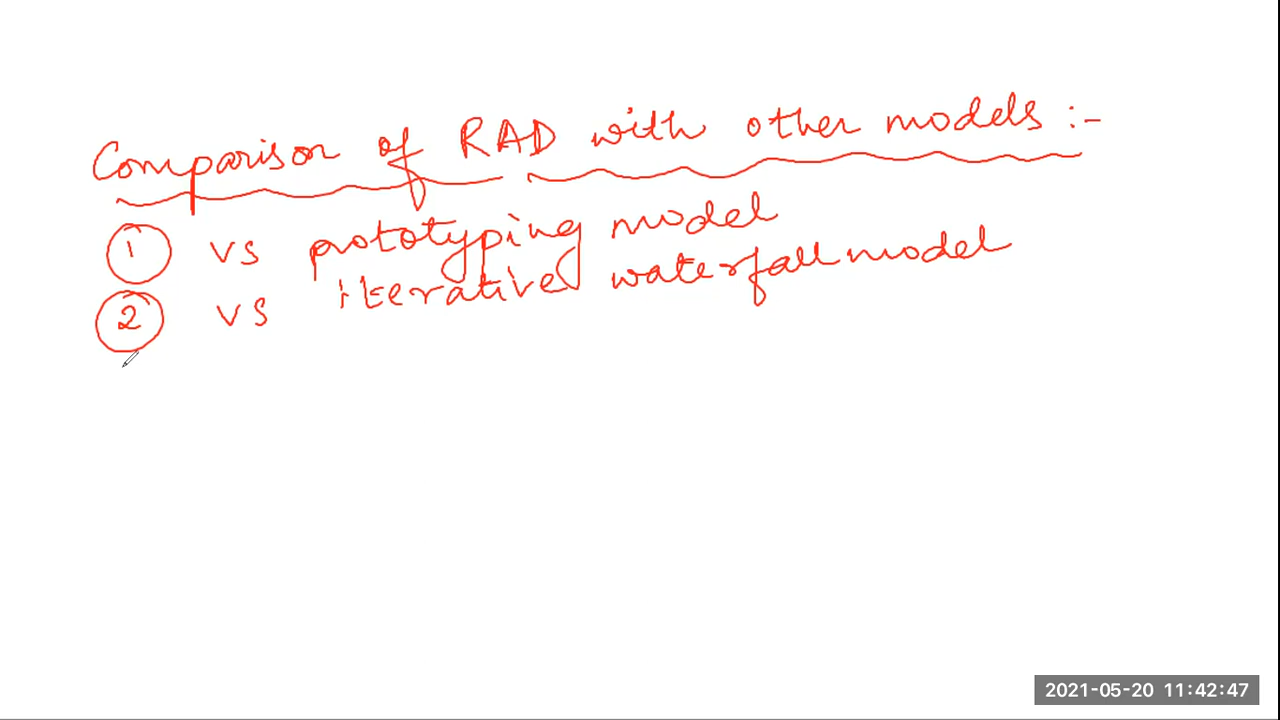 Comparison of RAD with other models :-
1 vs prototyping model
2 vs iterative waterfall model
2021-05-20 11:42:47